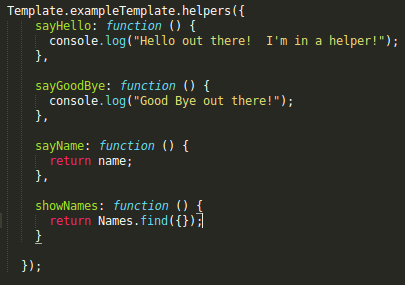 Template.exampleTemplate.helpers({
    sayHello: function () {
      console.log("Hello out there!  I'm in a helper!");
    },

    sayGoodBye: function () {
      console.log("Good Bye out there!");
    },

    sayName: function () {
      return name;
    },

    showNames: function () {
      return Names.find({});
    }

  });